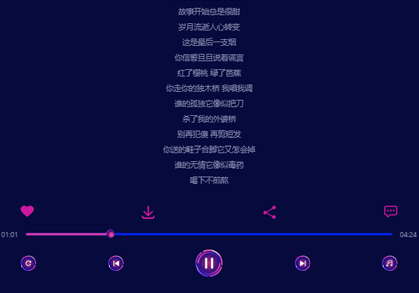 故事开始总是很甜
岁月流逝人心转变
这是最后一支烟
你信誓旦旦说着谎言
红了樱桃 绿了芭蕉
你走你的独木桥 我唱我调
谁的孤独它像似把刀
杀了我的外婆桥
别再犯傻 再剪短发
你送的鞋子合脚它又怎会掉
谁的无情它像似毒药
喝下不煎熬
01:01
04:24